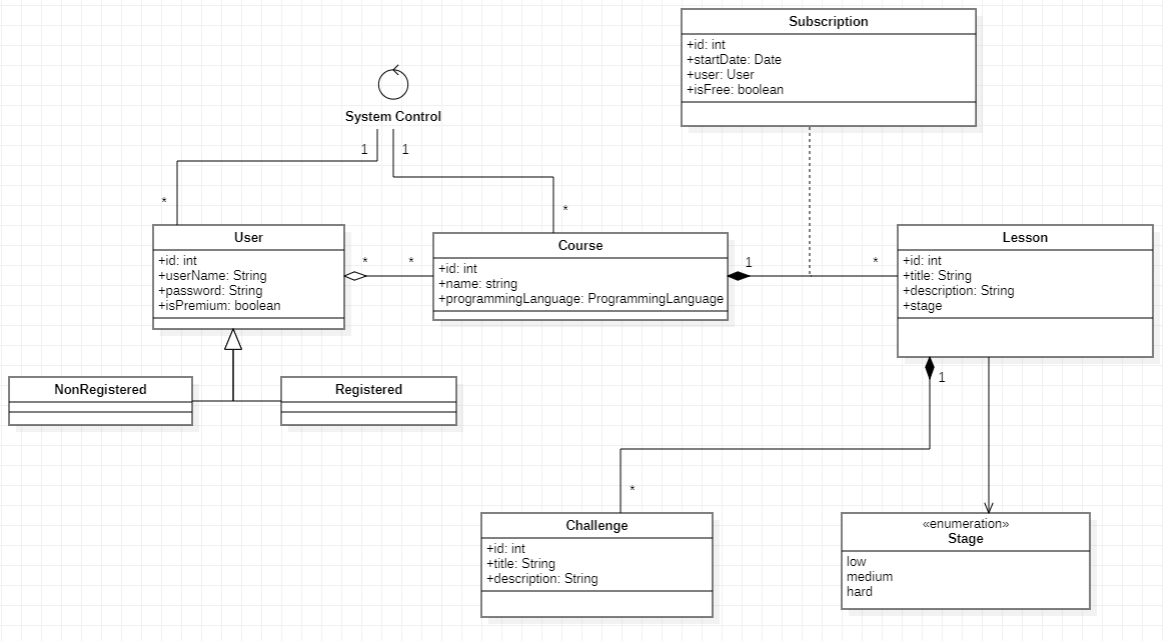 Subscription
+id: int
+startDate: Date
+user: User
+isFree: boolean
System Control
1
1
*
*
User
+id: int
+userName: String
+password: String
+isPremium: boolean
*
*
Course
+id: int
+name: string
+programmingLanguage: ProgrammingLanguage
1
*
Lesson
+id: int
+title: String
+description: String
+stage
NonRegistered
Registered
1
*
Challenge
+id: int
+title: String
+description: String
«enumeration»
Stage
low
medium
hard